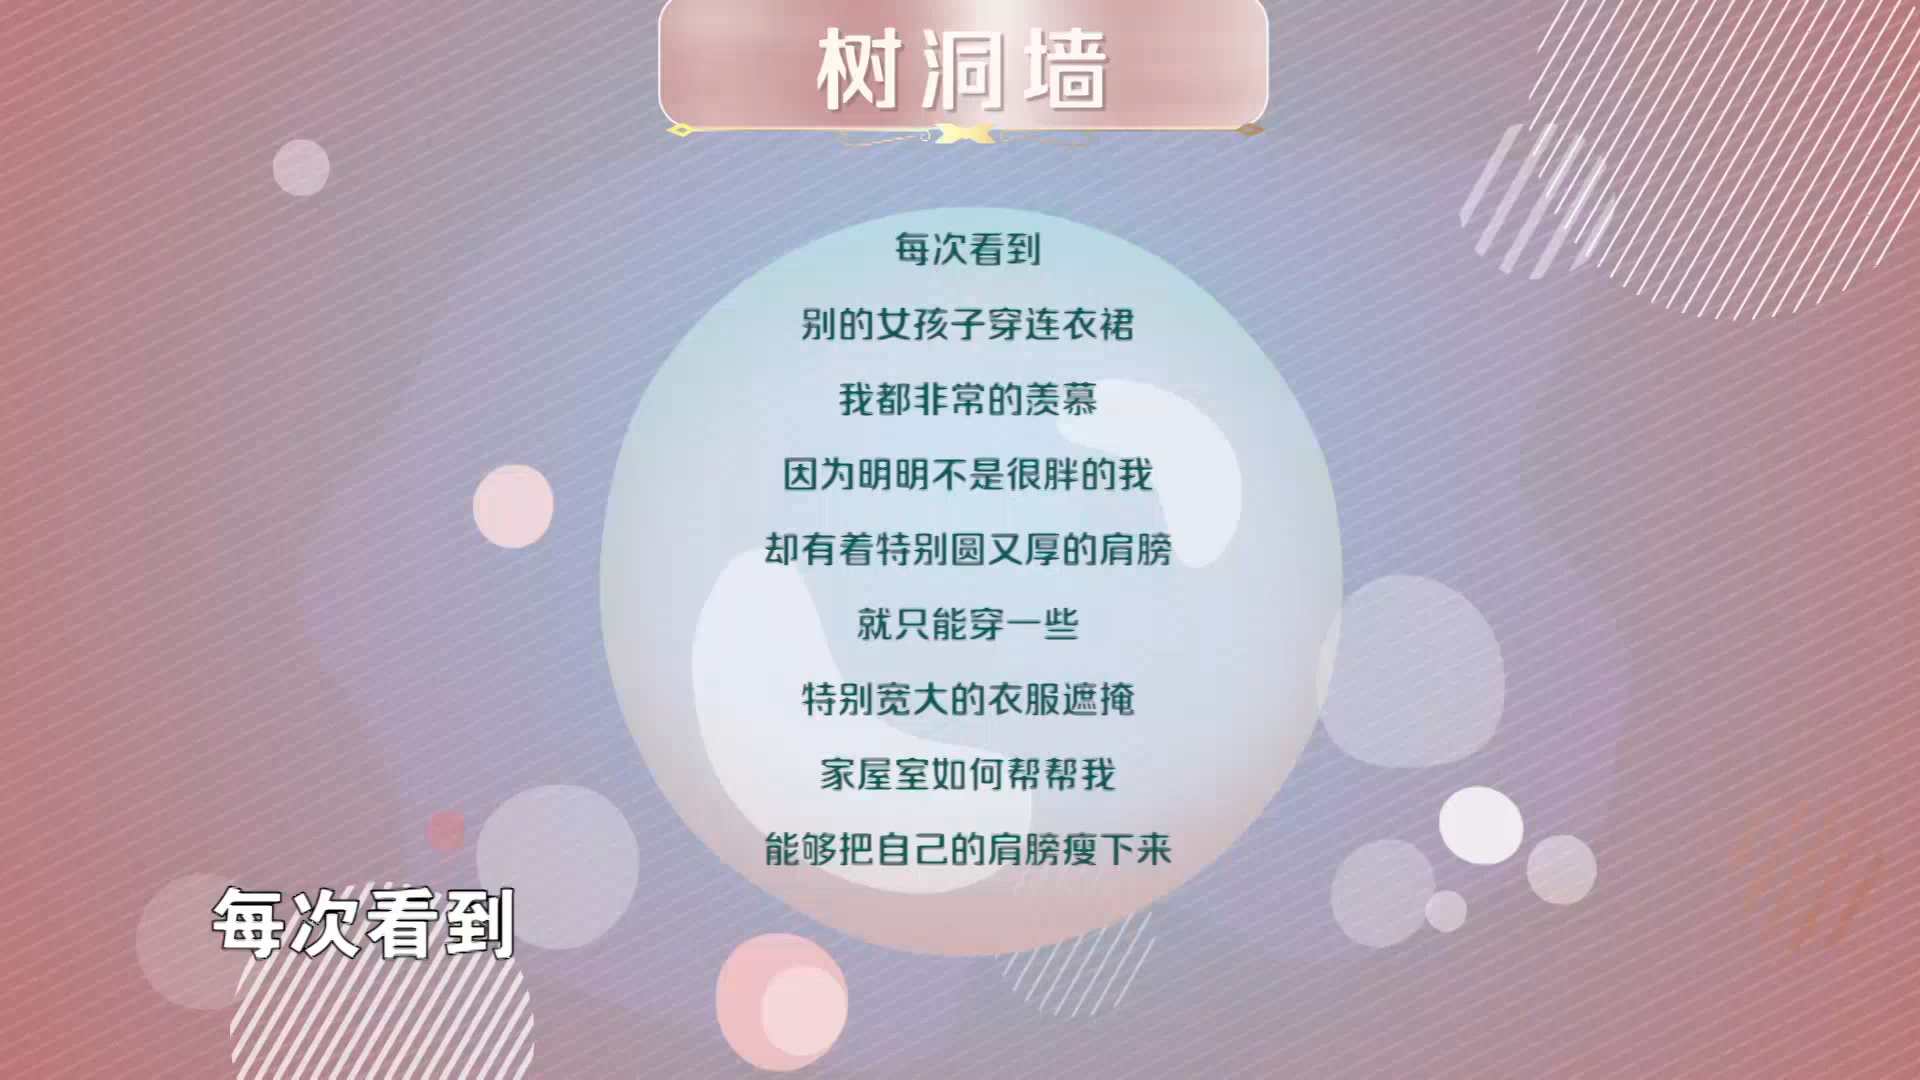 树洞墙
每次看到
别的女孩子穿连衣裙
我都非常的羡慕
因为明明不是很胖的我
却有着特别圆又厚的肩膀
就只能穿一些
特别宽大的衣服遮掩
家屋室如何帮帮我
能够把自己的肩膀瘦下来
每次看到